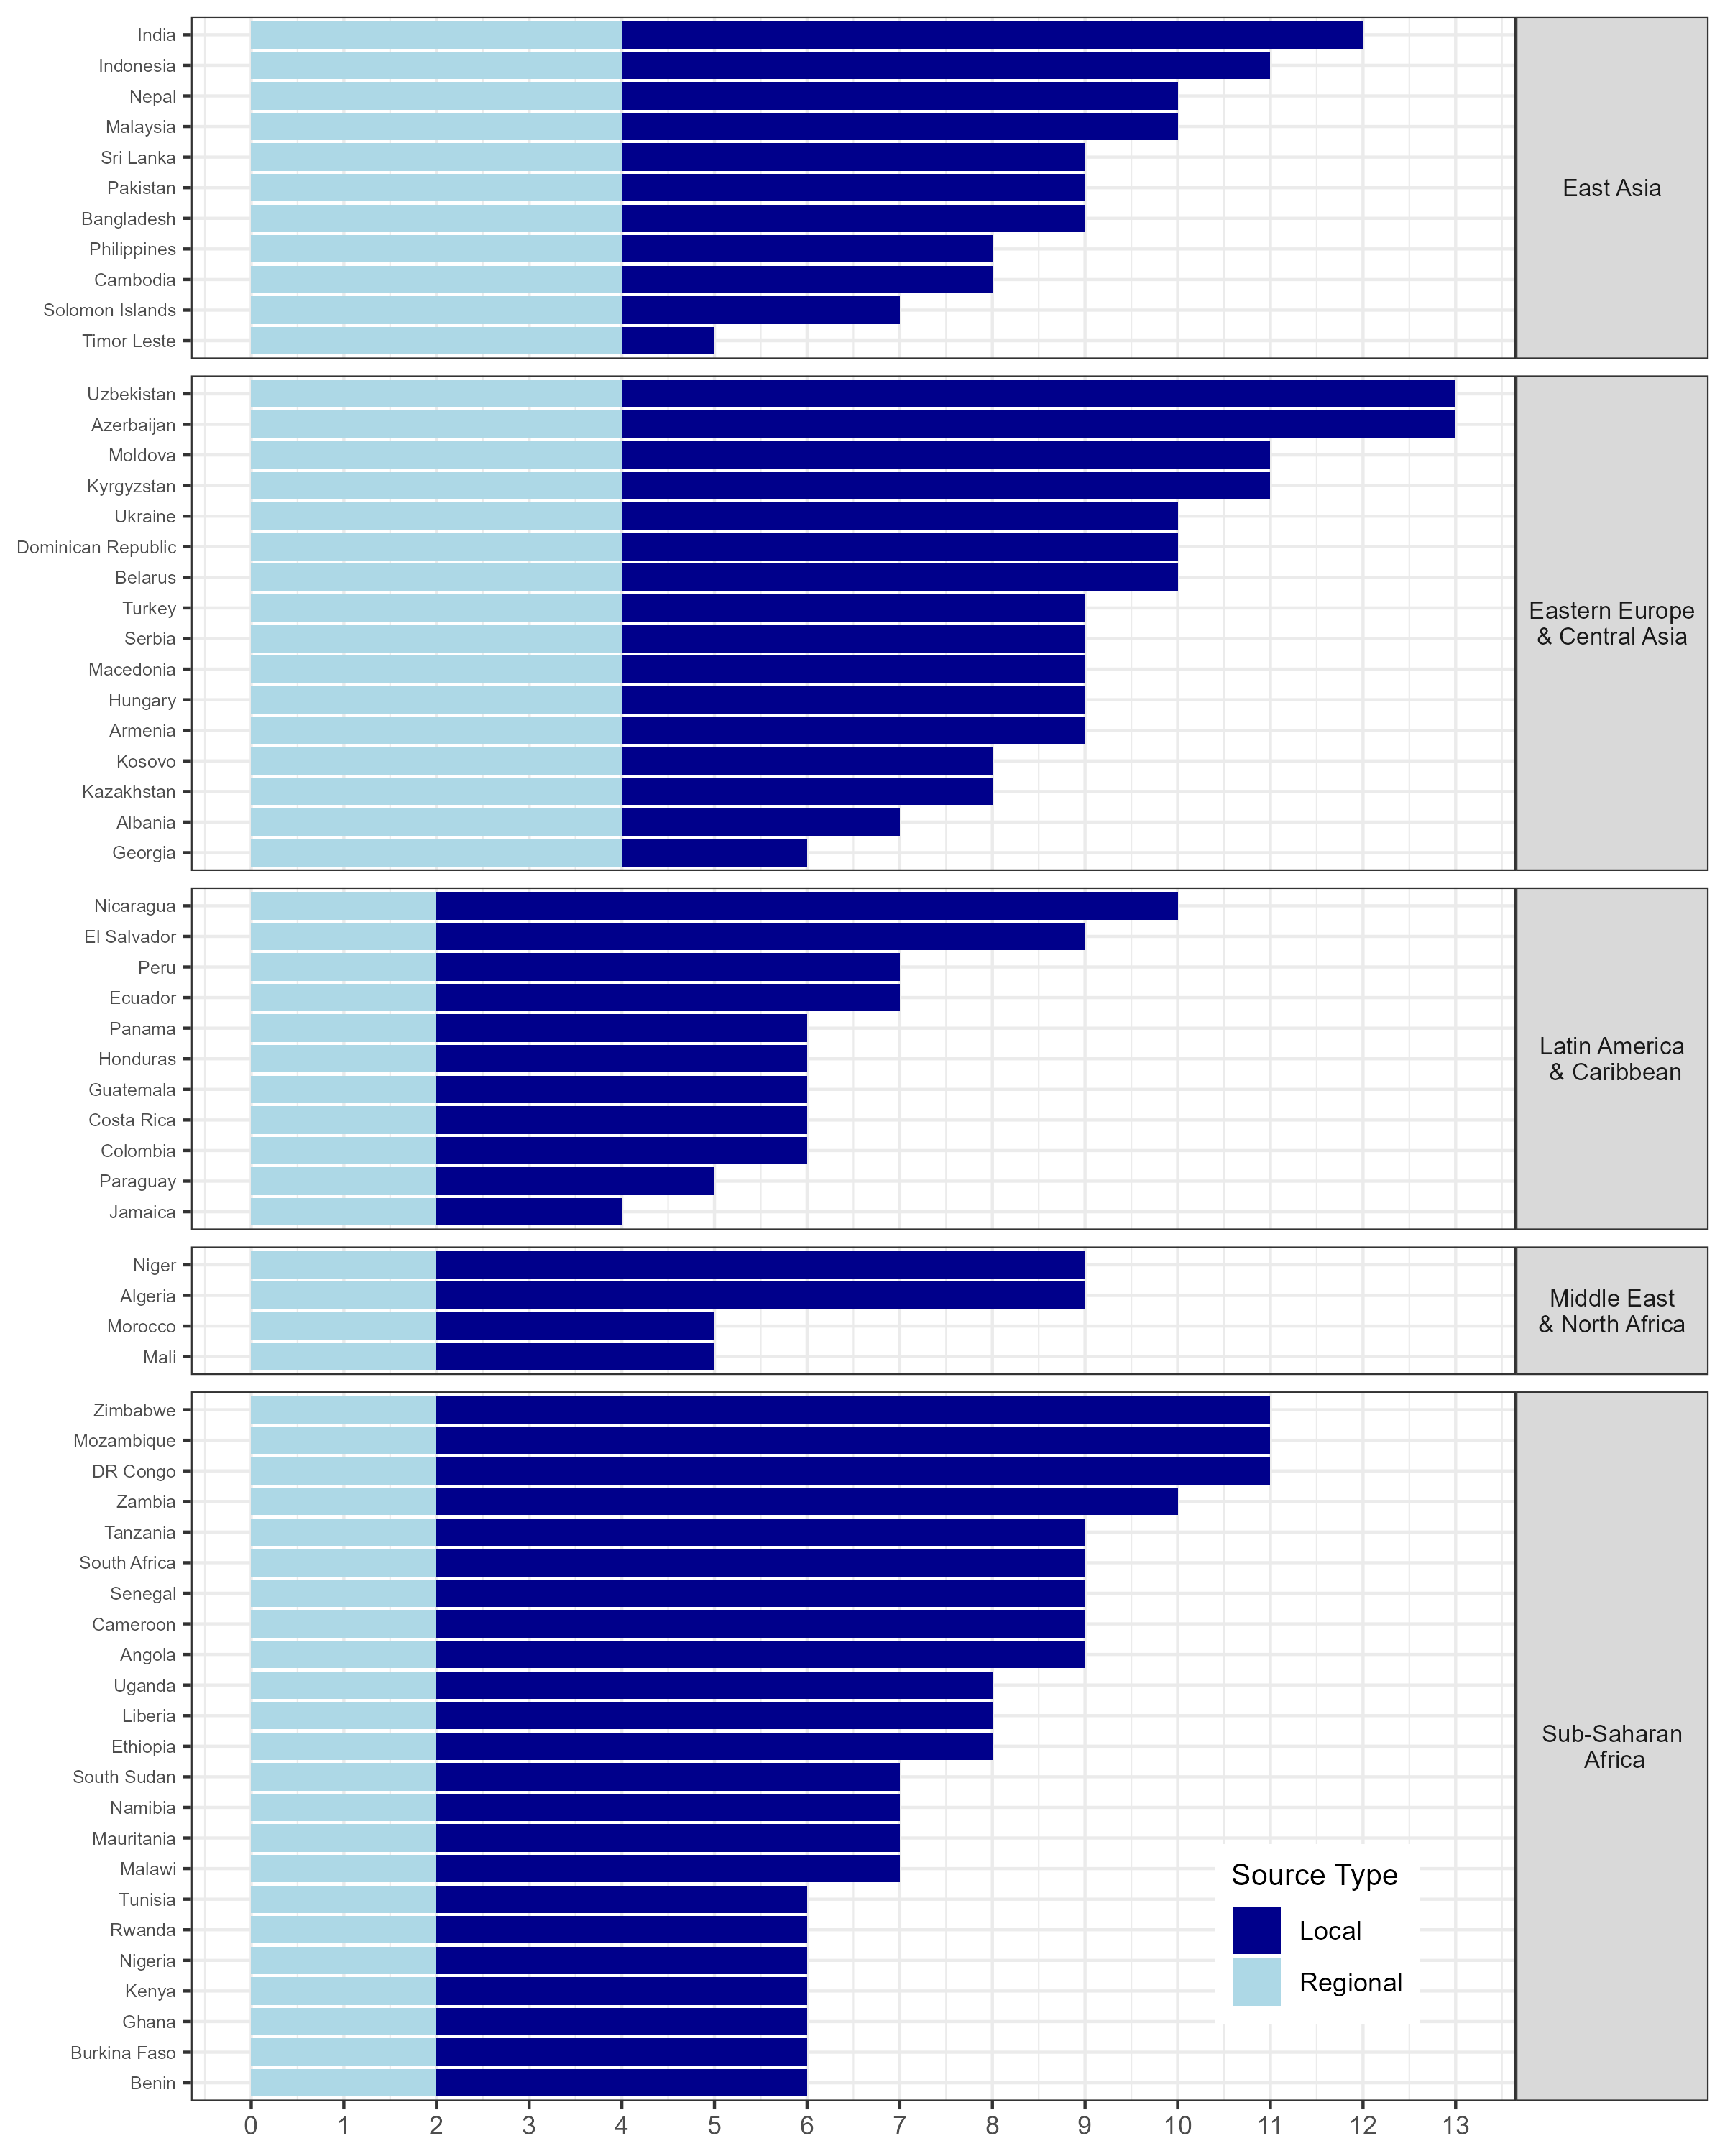 India
Indonesia
Nepal
Malaysia
Sri Lanka
Pakistan
Bangladesh
Philippines
Cambodia
Solomon Islands
Timor Leste
East Asia
Uzbekistan
Azerbaijan
Moldova
Kyrgyzstan
Ukraine
Dominican Republic
Belarus
Turkey
Serbia
Macedonia
Hungary
Armenia
Kosovo
Kazakhstan
Albania
Georgia
Eastern Europe
& Central Asia
Nicaragua
El Salvador
Peru
Ecuador
Panama
Honduras
Guatemala
Costa Rica
Colombia
Paraguay
Jamaica
Latin America
& Caribbean
Niger
Algeria
Morocco
Mali
Middle East
& North Africa
Zimbabwe
Mozambique
DR Congo
Zambia
Tanzania
South Africa
Senegal
Cameroon
Angola
Uganda
Liberia
Ethiopia
South Sudan
Namibia
Mauritania
Malawi
Tunisia
Rwanda
Nigeria
Kenya
Ghana
Burkina Faso
Benin
Sub-Saharan
Africa
Source Type
Local
Regional
0 1 2 3 4 5 6 7 8 9 10 11 12 13